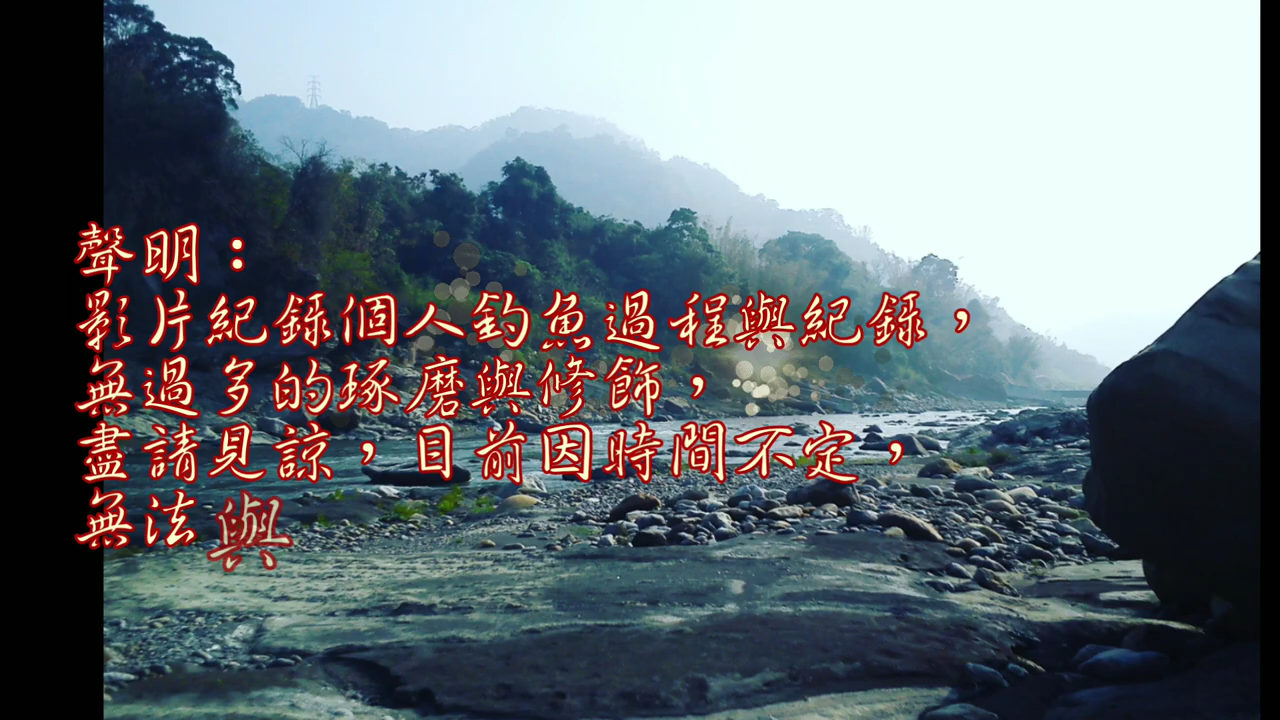 聲明：
影片紀錄個人釣魚過程與紀錄，
無過多的琢磨與修飾，
盡請見諒，目前因時間不定，
無法與